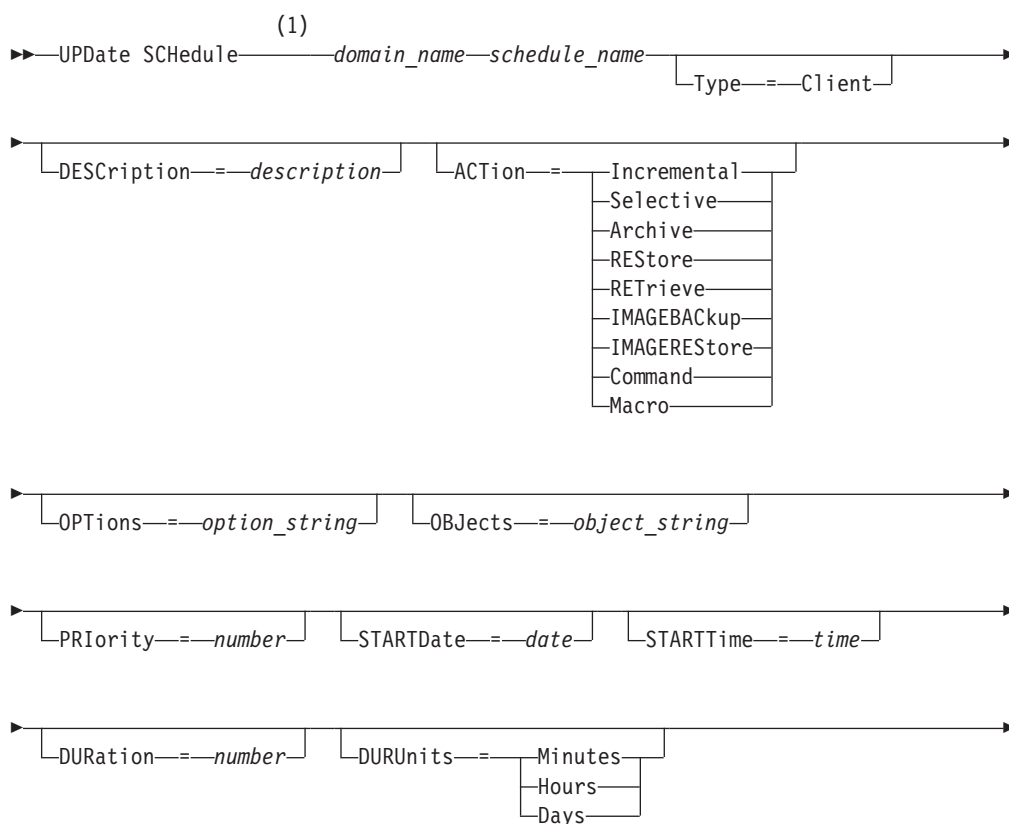 (1)
UPDate SCHedule domain_name schedule_name
Type = Client
DESCription = description ACTion = Incremental
Selective
Archive
REStore
RETrieve
IMAGEBACkup
IMAGEREStore
Command
Macro
OPTions = option_string OBJects = object_string
PRIority = number STARTDate = date STARTTime = time
DURation = number DURUnits = Minutes
Hours
Days